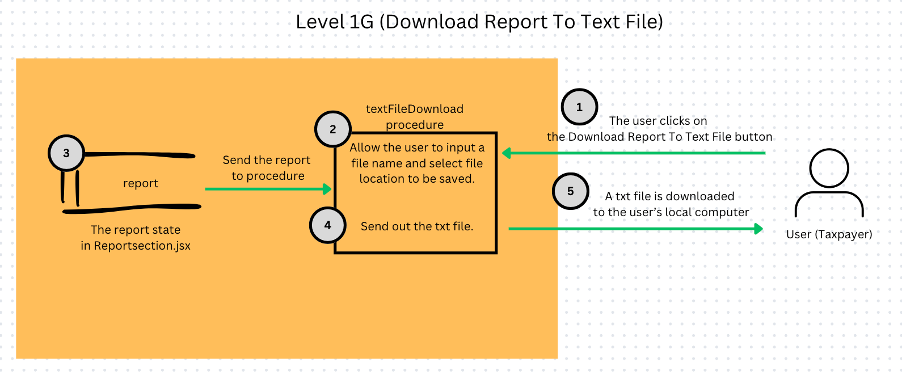 Level 1G (Download Report To Text File)
1
The user clicks on
the Download Report To Text File button
textFileDownload
procedure
2
Allow the user to input a
file name and select file
location to be saved.
3
report
The report state
in Reportsection.jsx
Send the report
to procedure
4
Send out the txt file.
5
A txt file is downloaded
to the user's local computer
User (Taxpayer)